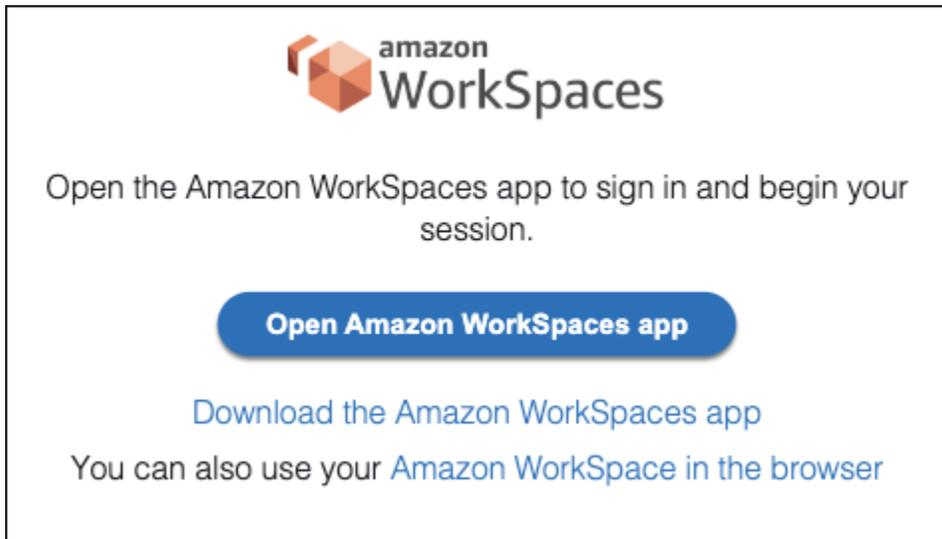 amazon
WorkSpaces
Open the Amazon WorkSpaces app to sign in and begin your
session.
Open Amazon WorkSpaces app
Download the Amazon WorkSpaces app
You can also use your Amazon WorkSpace in the browser